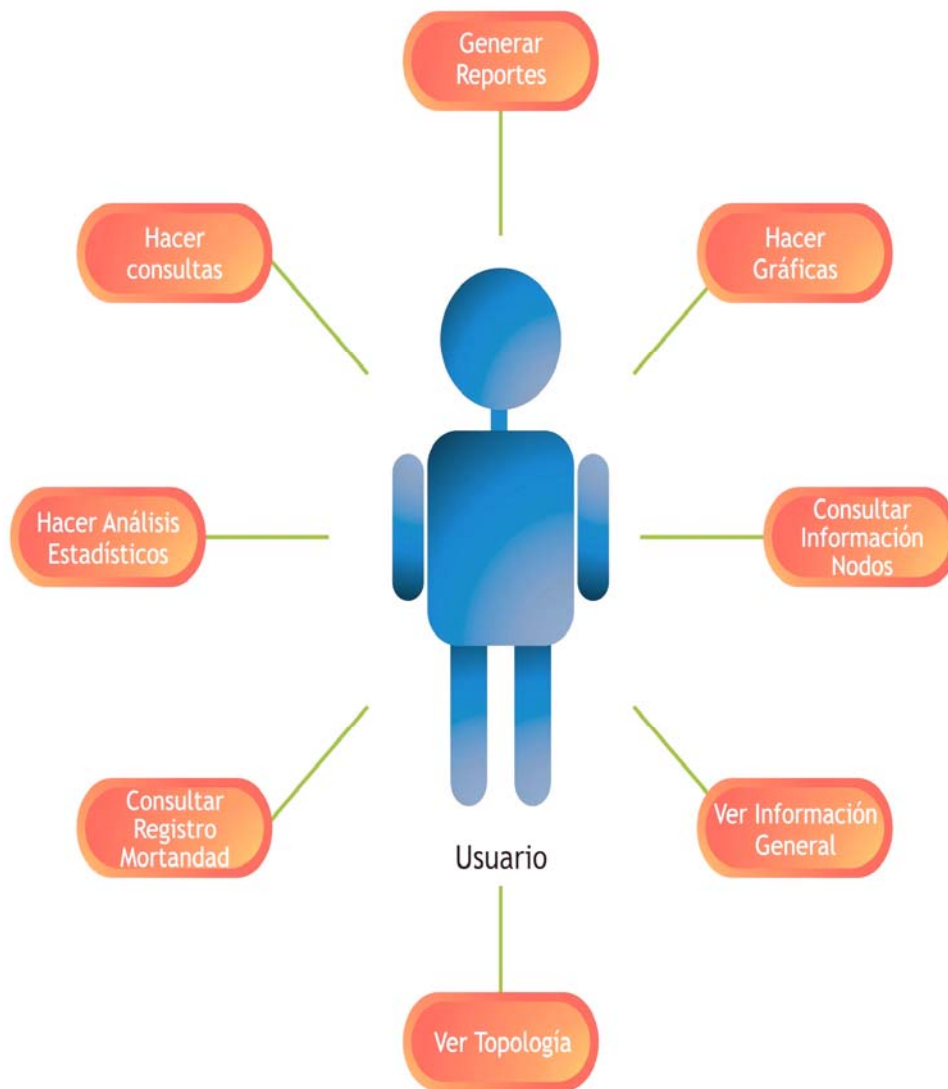 Generar
Reportes
Hacer
consultas
Hacer
Gráficas
Hacer Análisis
Estadísticos
Consultar
Información
Nodos
Consultar
Registro
Mortandad
Ver Información
General
Usuario
Ver Topología